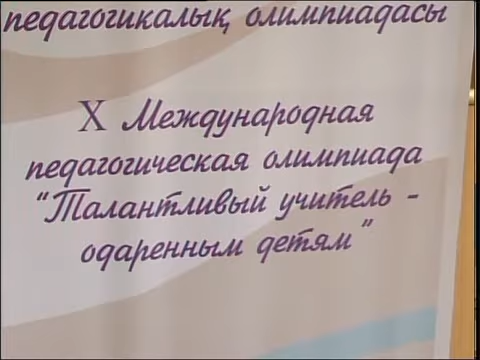 педагогикалық олимпиадасы
X Международная
педагогическая олимпиада
"Талантливый учитель -
одаренным детям"